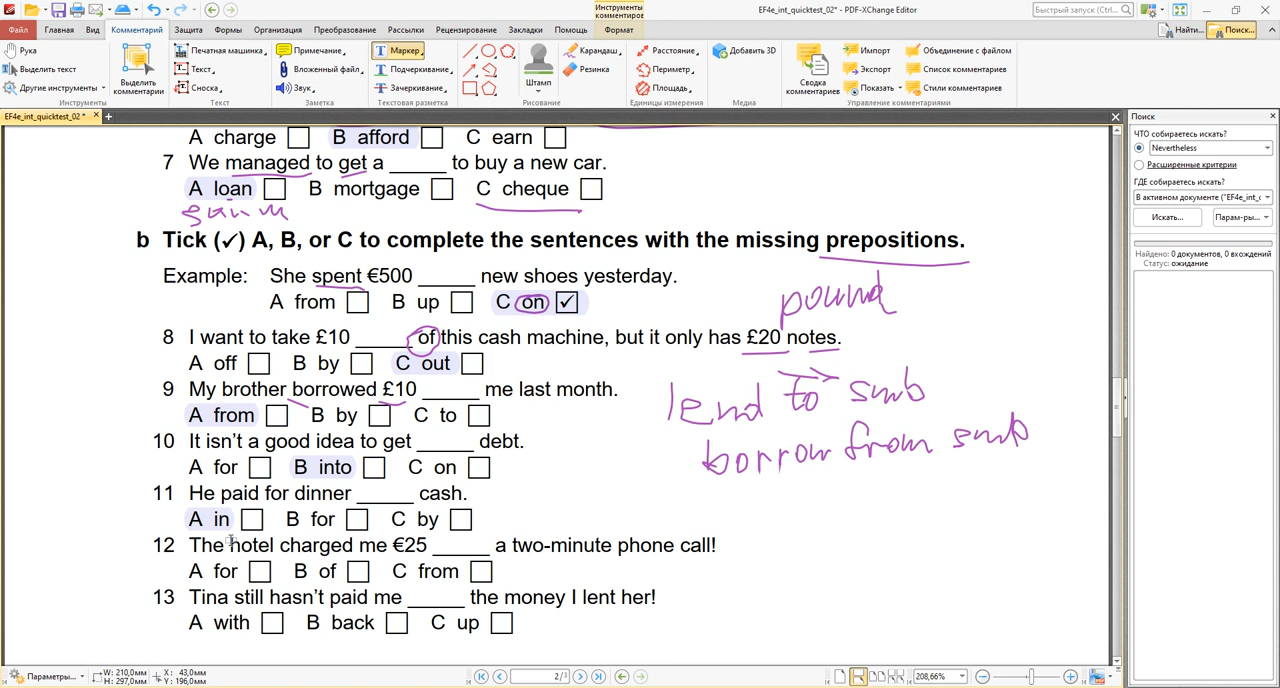 Инструменты комментиров
EF4e_int_quicktest_02* - PDF-XChange Editor
Быстрый запуск (Ctrl+...
Файл Главная Вид Комментарий Защита Формы Организация Преобразование Рассылки Рецензирование Закладки Помощь Формат Найти... Поиск...
Рука
Выделить текст
Другие инструменты
Инструменты
Выделить комментарии
Печатная машинка
Текст
Сноска
Текст
Примечание
Вложенный файл
Звук
Заметка
Маркер
Подчеркивание
Зачеркивание
Текстовая разметка
Карандаш
Резинка
Рисование
Штамп
Расстояние
Периметр
Площадь
Единицы измерения
Добавить 3D
Медиа
Сводка комментариев
Импорт
Экспорт
Показать
Объединение с файлом
Список комментариев
Стили комментариев
Управление комментариями
EF4e_int_quicktest_02 *
A charge B afford C earn
7 We managed to get a _____ to buy a new car.
A loan B mortgage C cheque
b Tick (✓) A, B, or C to complete the sentences with the missing prepositions.
Example: She spent €500 _____ new shoes yesterday.
A from B up C on ✓
pound
8 I want to take £10 _____ of this cash machine, but it only has £20 notes.
A off B by C out
lend to smb
9 My brother borrowed £10 _____ me last month.
A from B by C to
borrow from smb
10 It isn’t a good idea to get _____ debt.
A for B into C on
11 He paid for dinner _____ cash.
A in B for C by
12 The hotel charged me €25 _____ a two-minute phone call!
A for B of C from
13 Tina still hasn’t paid me _____ the money I lent her!
A with B back C up
Поиск
ЧТО собираетесь искать?
Nevertheless
Расширенные критерии
ГДЕ собираетесь искать?
В активном документе ("EF4e_int_q
Искать... Парам-ры...
Найдено: 0 документов, 0 вхождений
Статус: ожидание
Параметры...
W: 210,0мм
H: 297,0мм
X: 43,0мм
Y: 196,0мм
208,66%